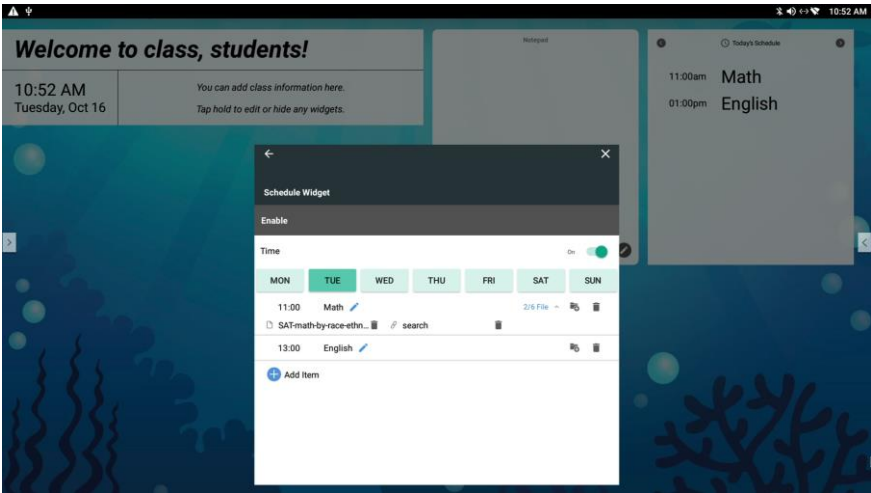 10:52 AM
Welcome to class, students!
10:52 AM
Tuesday, Oct 16
You can add class information here.
Tap hold to edit or hide any widgets.
Notepad
Today's Schedule
11:00am Math
01:00pm English
Schedule Widget
Enable
Time On
MON TUE WED THU FRI SAT SUN
11:00 Math 2/6 File
SAT-math-by-race-ethn... search
13:00 English
Add Item